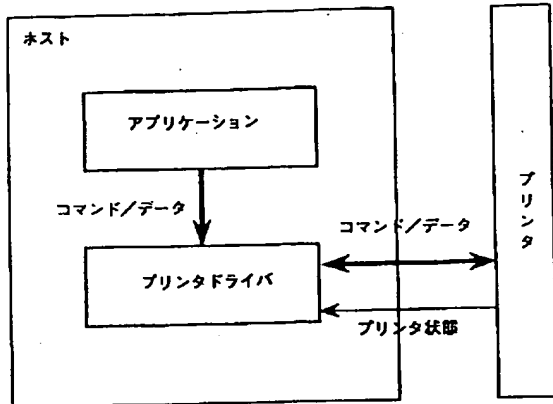 ホスト
アプリケーション
コマンド/データ
プリンタドライバ
コマンド/データ
プリンタ状態
プリンタ